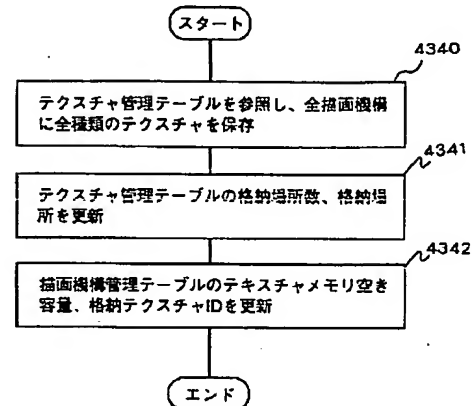 スタート
4340
テクスチャ管理テーブルを参照し、全描画機構
に全種類のテクスチャを保存
4341
テクスチャ管理テーブルの格納場所数、格納場
所を更新
4342
描画機構管理テーブルのテキスチャメモリ空き
容量、格納テクスチャIDを更新
エンド